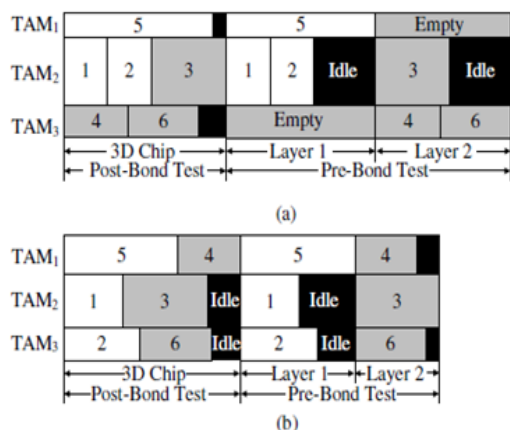 TAM1 5 5 Empty
TAM2 1 2 3 1 2 Idle 3 Idle
TAM3 4 6 Empty 4 6
3D Chip Layer 1 Layer 2
Post-Bond Test Pre-Bond Test
(a)
TAM1 5 4 5 4
TAM2 1 3 Idle 1 Idle 3
TAM3 2 6 Idle 2 Idle 6
3D Chip Layer 1 Layer 2
Post-Bond Test Pre-Bond Test
(b)